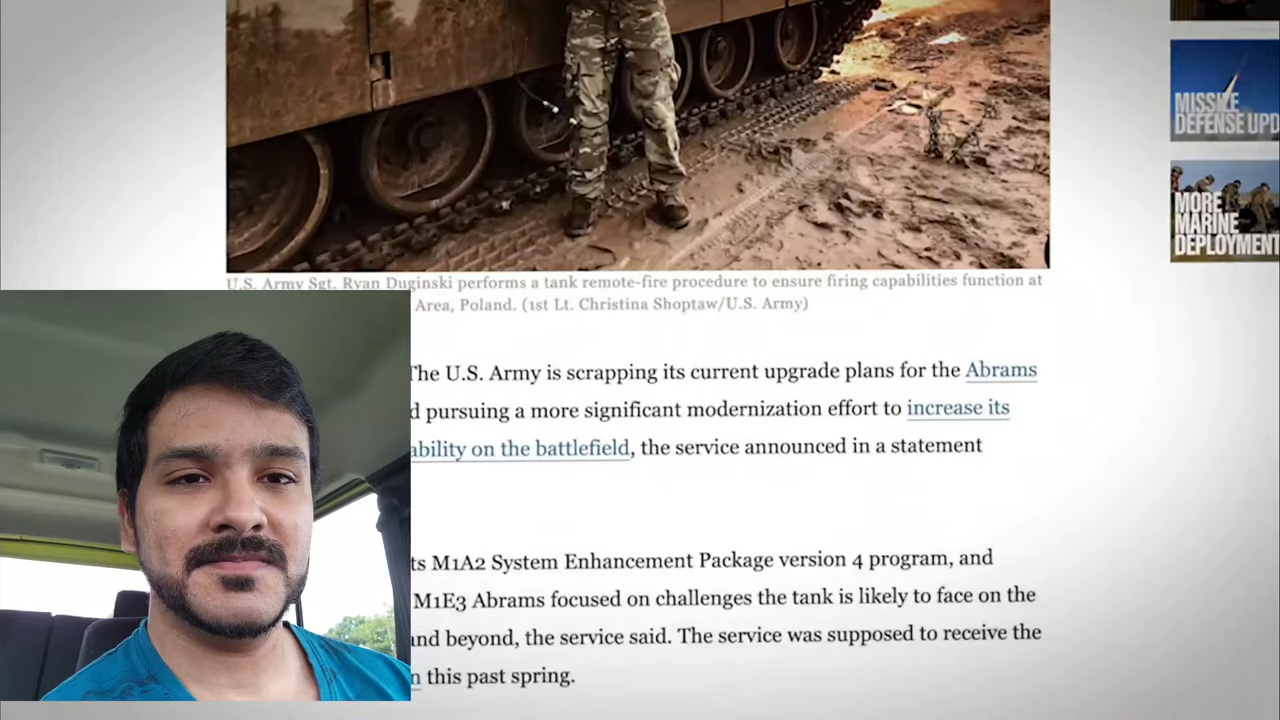 U.S. Army Sgt. Ryan Duginski performs a tank remote-fire procedure to ensure firing capabilities function at
Area, Poland. (1st Lt. Christina Shoptaw/U.S. Army)
The U.S. Army is scrapping its current upgrade plans for the Abrams
d pursuing a more significant modernization effort to increase its
ability on the battlefield, the service announced in a statement
ts M1A2 System Enhancement Package version 4 program, and
M1E3 Abrams focused on challenges the tank is likely to face on the
and beyond, the service said. The service was supposed to receive the
n this past spring.
MISSILE
DEFENSE UPD
MORE
MARINE
DEPLOYMENT